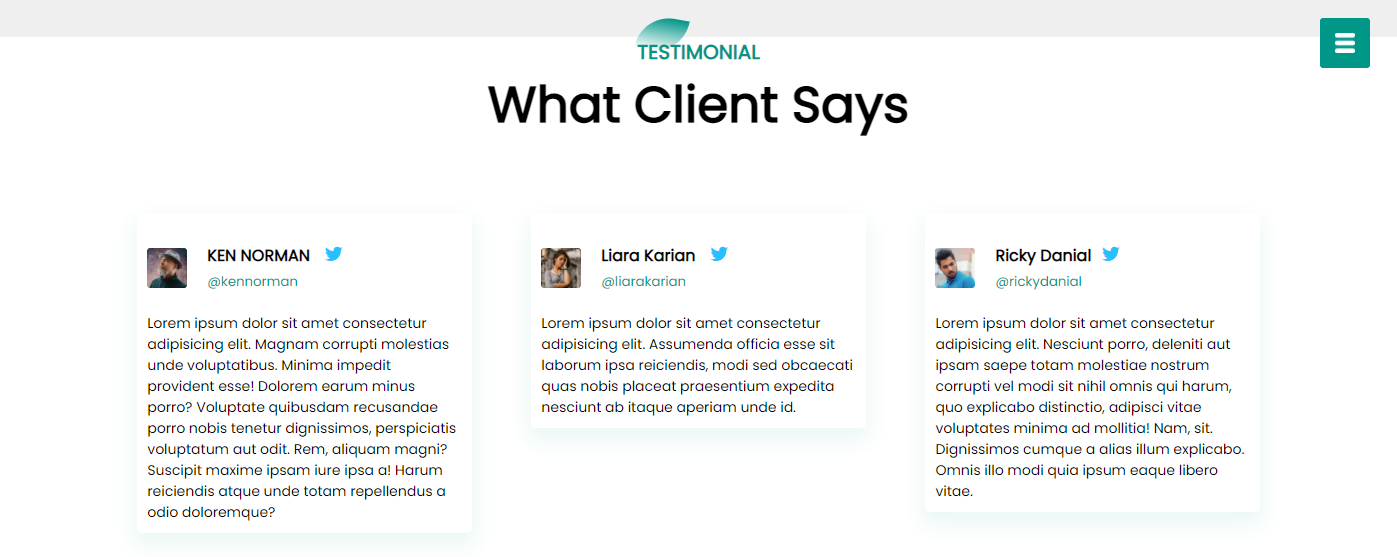 TESTIMONIAL
What Client Says
KEN NORMAN
@kennorman
Lorem ipsum dolor sit amet consectetur
adipisicing elit. Magnam corrupti molestias
unde voluptatibus. Minima impedit
provident esse! Dolorem earum minus
porro? Voluptate quibusdam recusandae
porro nobis tenetur dignissimos, perspiciatis
voluptatum aut odit. Rem, aliquam magni?
Suscipit maxime ipsam iure ipsa a! Harum
reiciendis atque unde totam repellendus a
odio doloremque?
Liara Karian
@liarakarian
Lorem ipsum dolor sit amet consectetur
adipisicing elit. Assumenda officia esse sit
laborum ipsa reiciendis, modi sed obcaecati
quas nobis placeat praesentium expedita
nesciunt ab itaque aperiam unde id.
Ricky Danial
@rickydanial
Lorem ipsum dolor sit amet consectetur
adipisicing elit. Nesciunt porro, deleniti aut
ipsam saepe totam molestiae nostrum
corrupti vel modi sit nihil omnis qui harum,
quo explicabo distinctio, adipisci vitae
voluptates minima ad mollitia! Nam, sit.
Dignissimos cumque a alias illum explicabo.
Omnis illo modi quia ipsum eaque libero
vitae.